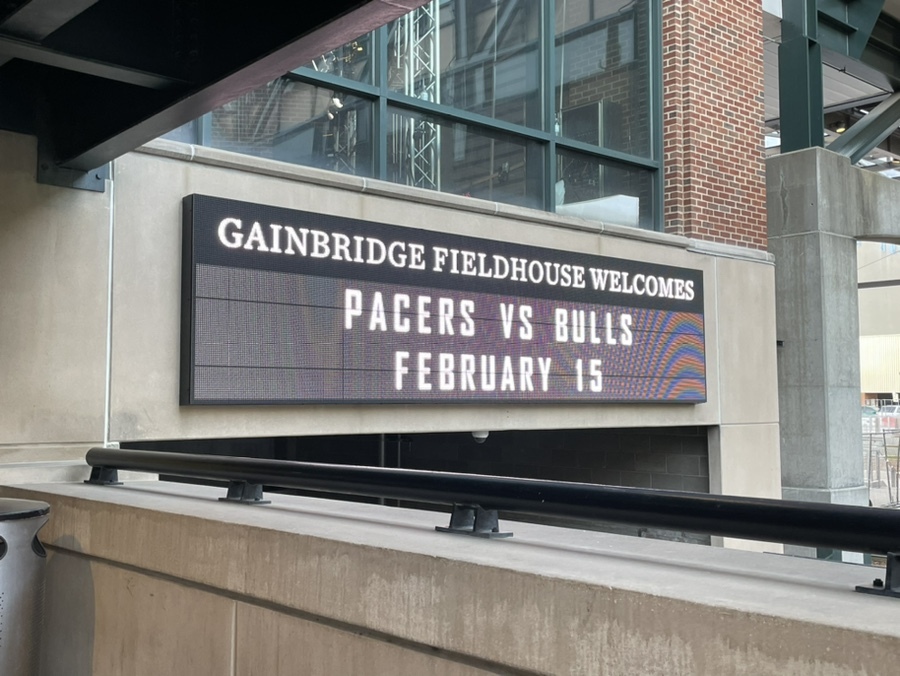 GAINBRIDGE FIELDHOUSE WELCOMES
PACERS VS BULLS
FEBRUARY 15